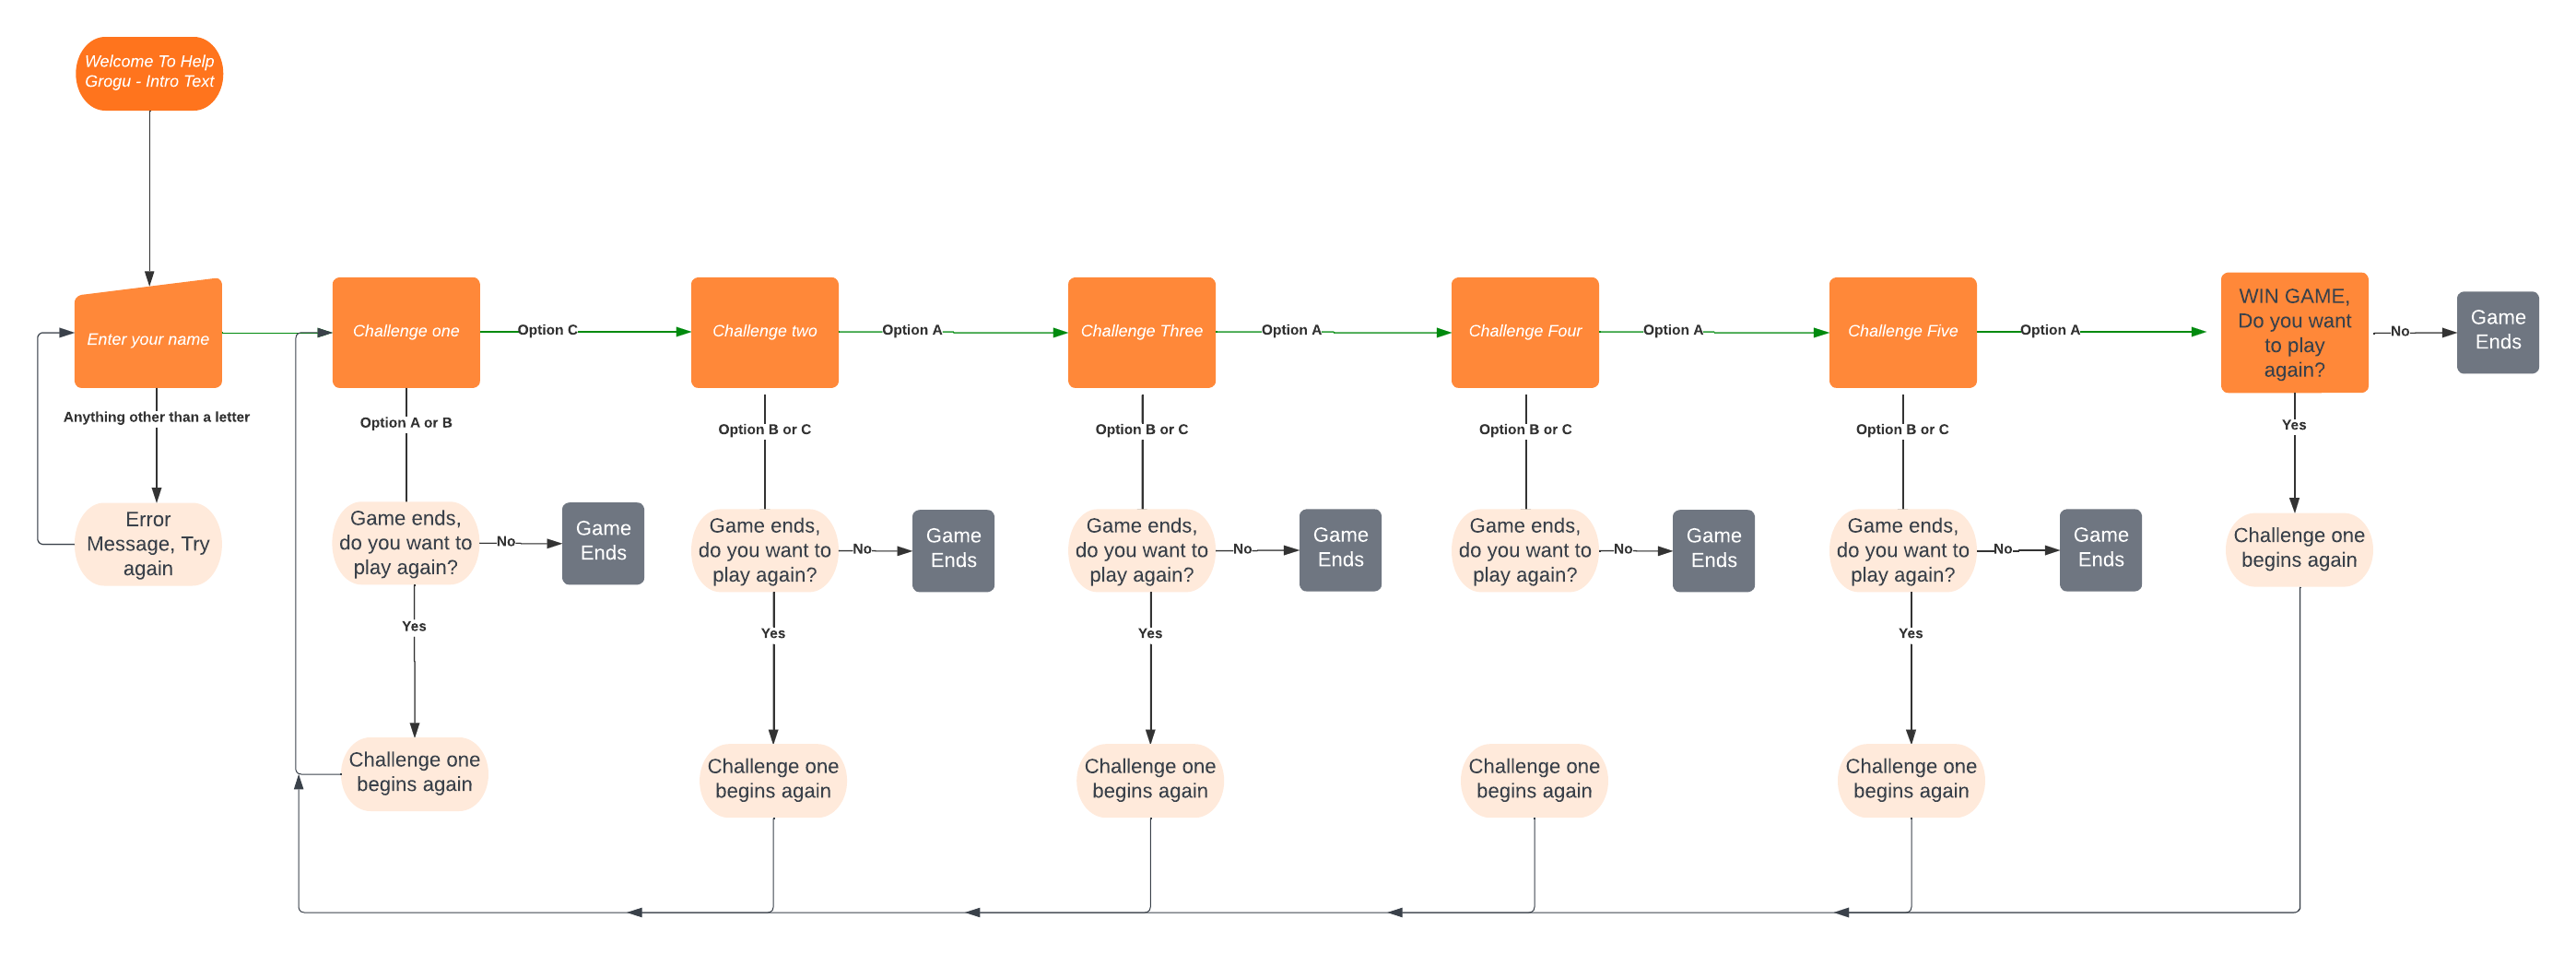 Welcome To Help
Grogu - Intro Text
Enter your name
Challenge one
Option C
Challenge two
Option A
Challenge Three
Option A
Challenge Four
Option A
Challenge Five
Option A
WIN GAME,
Do you want
to play
again?
No
Game
Ends
Anything other than a letter
Option A or B
Option B or C
Option B or C
Option B or C
Option B or C
Yes
Error
Message, Try
again
Game ends,
do you want to
play again?
No
Game
Ends
Game ends,
do you want to
play again?
No
Game
Ends
Game ends,
do you want to
play again?
No
Game
Ends
Game ends,
do you want to
play again?
No
Game
Ends
Game ends,
do you want to
play again?
No
Game
Ends
Challenge one
begins again
Yes
Yes
Yes
Yes
Challenge one
begins again
Challenge one
begins again
Challenge one
begins again
Challenge one
begins again
Challenge one
begins again